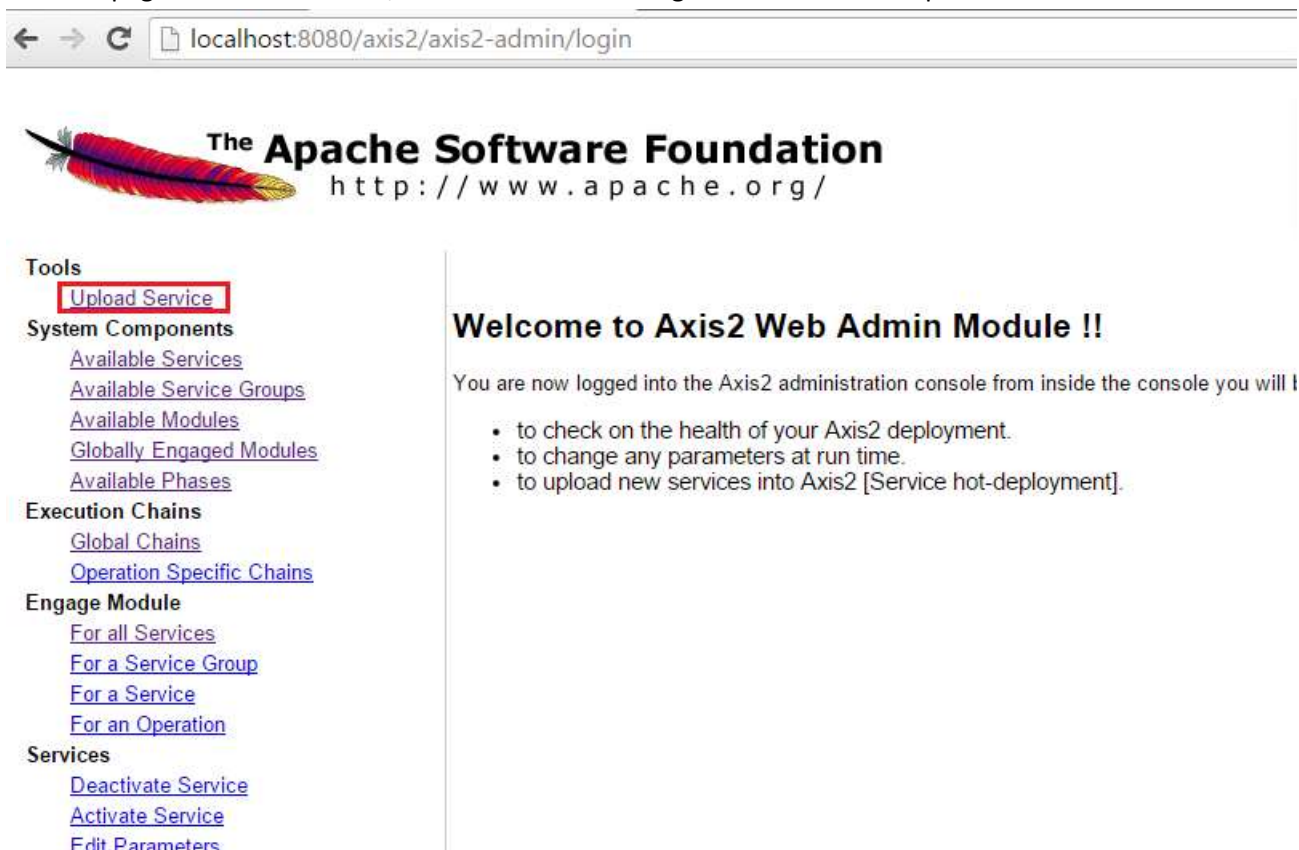 localhost:8080/axis2/axis2-admin/login
The Apache Software Foundation
http://www.apache.org/
Tools
Upload Service
System Components
Available Services
Available Service Groups
Available Modules
Globally Engaged Modules
Available Phases
Execution Chains
Global Chains
Operation Specific Chains
Engage Module
For all Services
For a Service Group
For a Service
For an Operation
Services
Deactivate Service
Activate Service
Edit Parameters
Welcome to Axis2 Web Admin Module !!
You are now logged into the Axis2 administration console from inside the console you will
• to check on the health of your Axis2 deployment.
• to change any parameters at run time.
• to upload new services into Axis2 [Service hot-deployment].